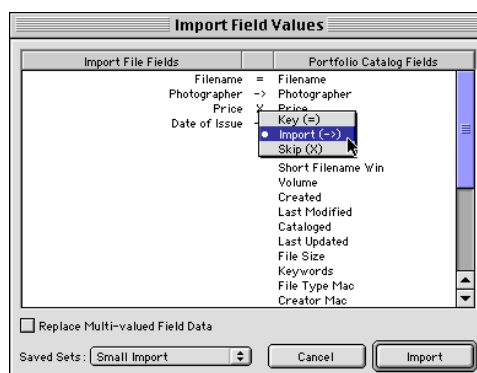 Import Field Values
Import File Fields Portfolio Catalog Fields
Filename = Filename
Photographer -> Photographer
Price X Price
Key (=)
Date of Issue
Import (->)
Skip (X)
Short Filename Win
Volume
Created
Last Modified
Cataloged
Last Updated
File Size
Keywords
File Type Mac
Creator Mac
Replace Multi-valued Field Data
Saved Sets: Small Import Cancel Import